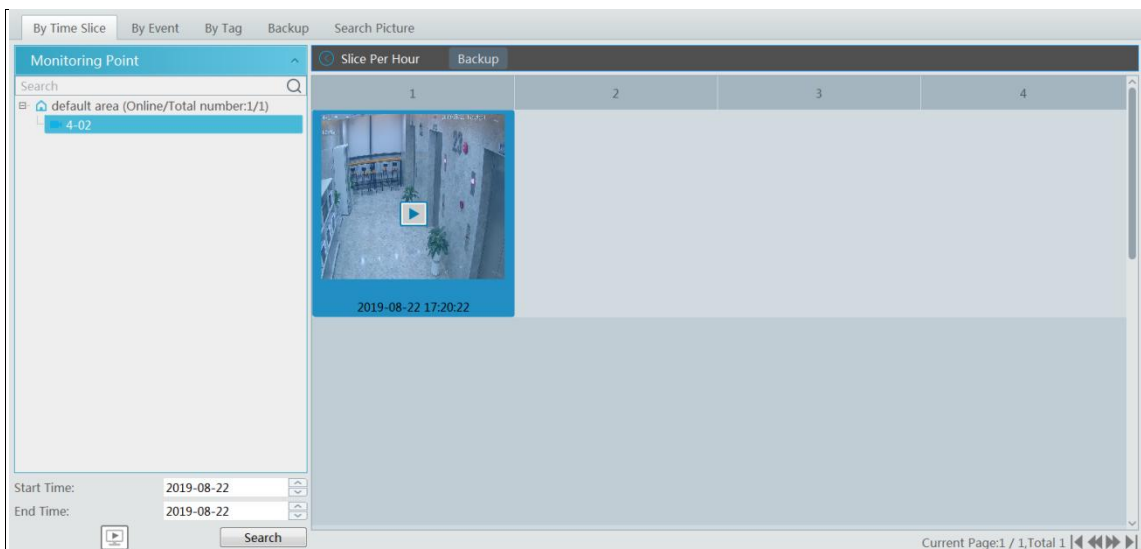 By Time Slice By Event By Tag Backup Search Picture
Monitoring Point
Slice Per Hour Backup
Search
default area (Online/Total number:1/1)
4-02
1 2 3 4
23
2019-08-22 17:20:22
Start Time: 2019-08-22
End Time: 2019-08-22
Search
Current Page:1 / 1,Total 1